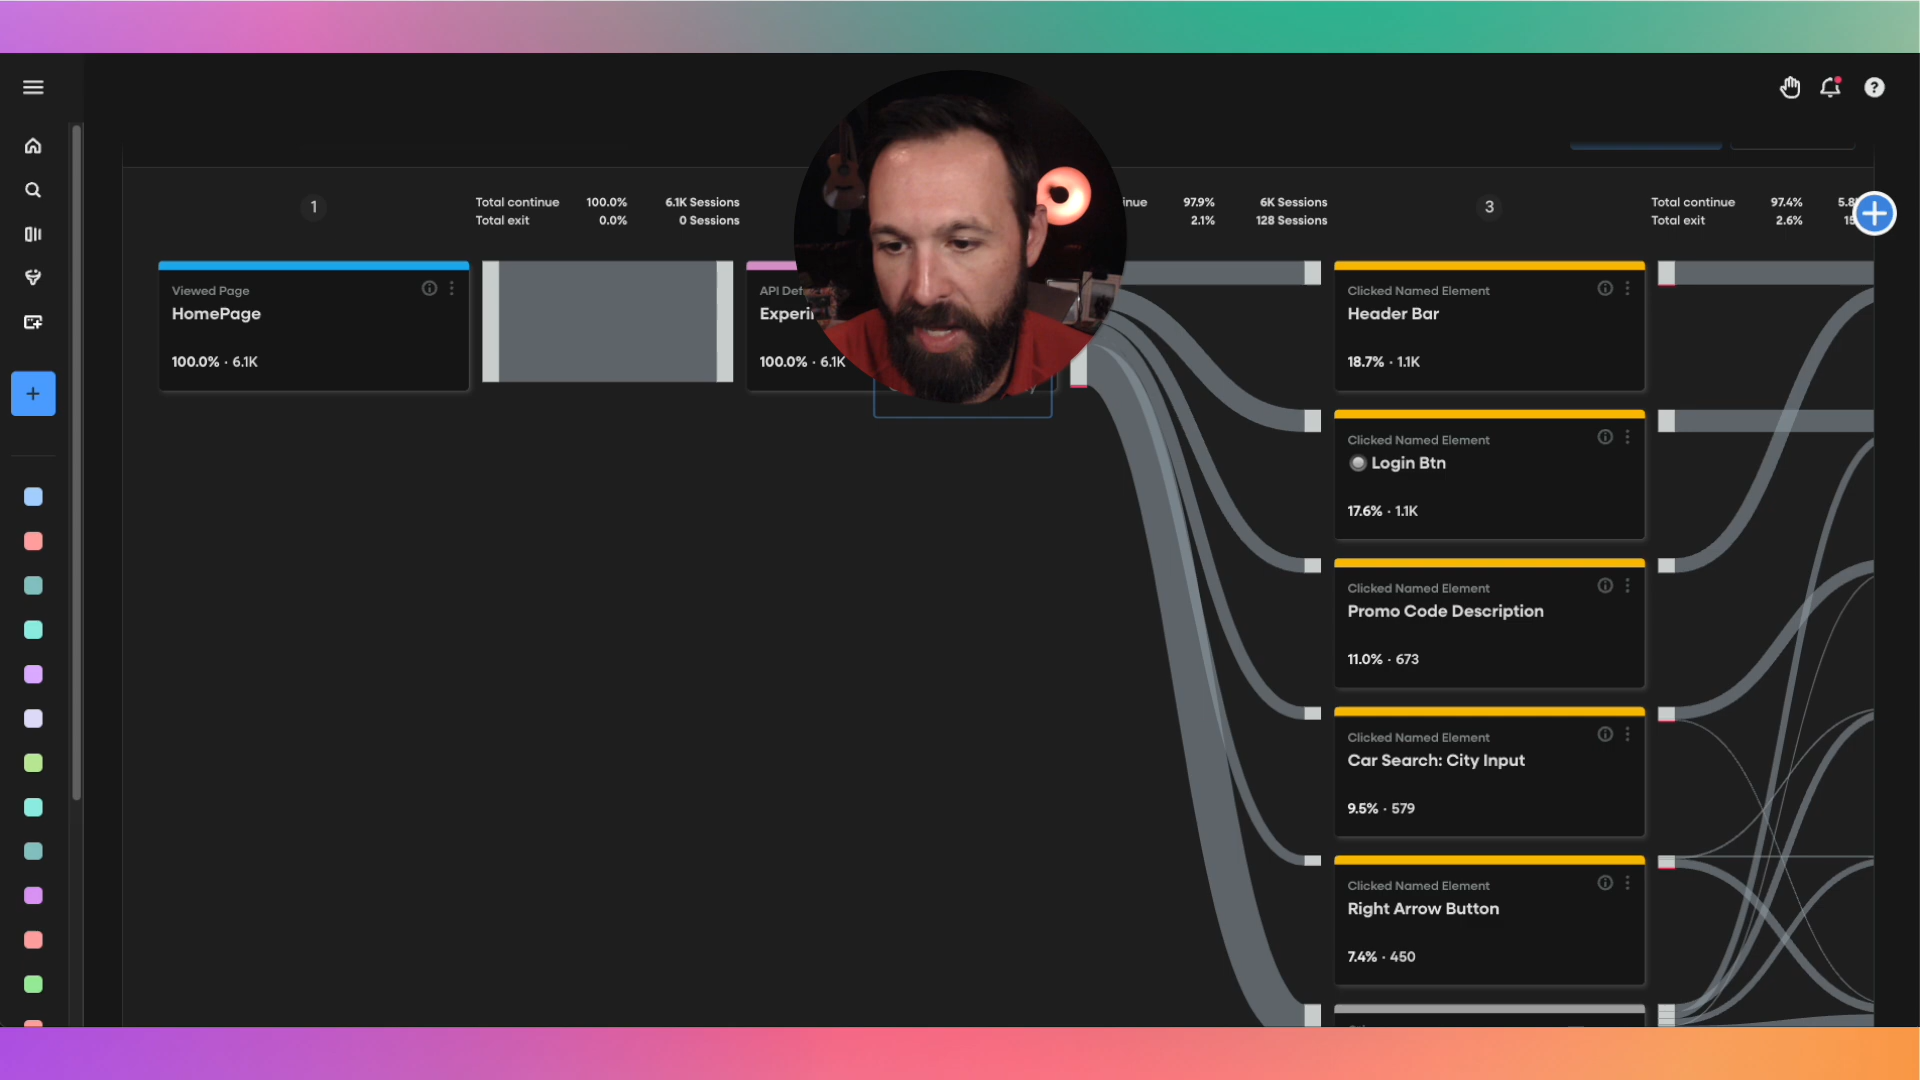 1
Total continue 100.0% 6.1K Sessions
Total exit 0.0% 0 Sessions
97.9% 6K Sessions
2.1% 128 Sessions
3
Total continue 97.4%
Total exit 2.6%
Viewed Page
HomePage
100.0% · 6.1K
API
100.0% · 6.1K
Clicked Named Element
Header Bar
18.7% · 1.1K
Clicked Named Element
Login Btn
17.6% · 1.1K
Clicked Named Element
Promo Code Description
11.0% · 673
Clicked Named Element
Car Search: City Input
9.5% · 579
Clicked Named Element
Right Arrow Button
7.4% · 450